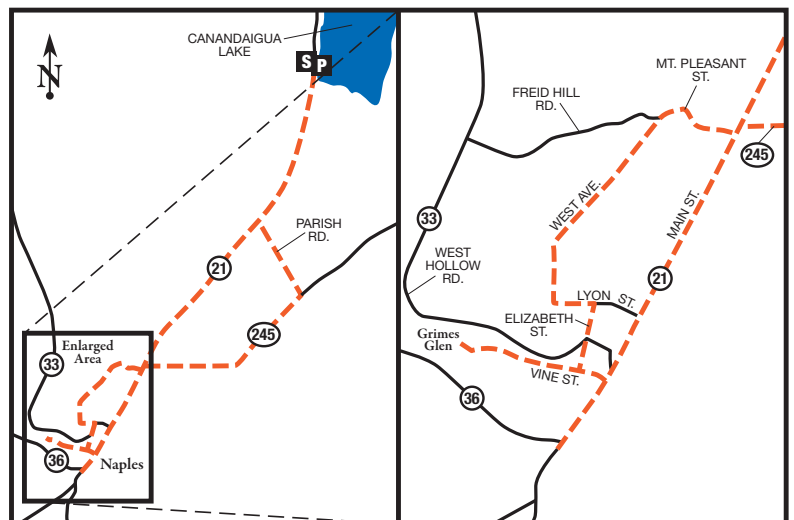 CANANDAIGUA
LAKE
S P
N
PARISH
RD.
21
245
Enlarged
Area
33
36
Naples
MT. PLEASANT
ST.
FREID HILL
RD.
245
WEST AVE.
MAIN ST.
33
WEST
HOLLOW
RD.
21
LYON ST.
ELIZABETH
ST.
Grimes
Glen
VINE ST.
36